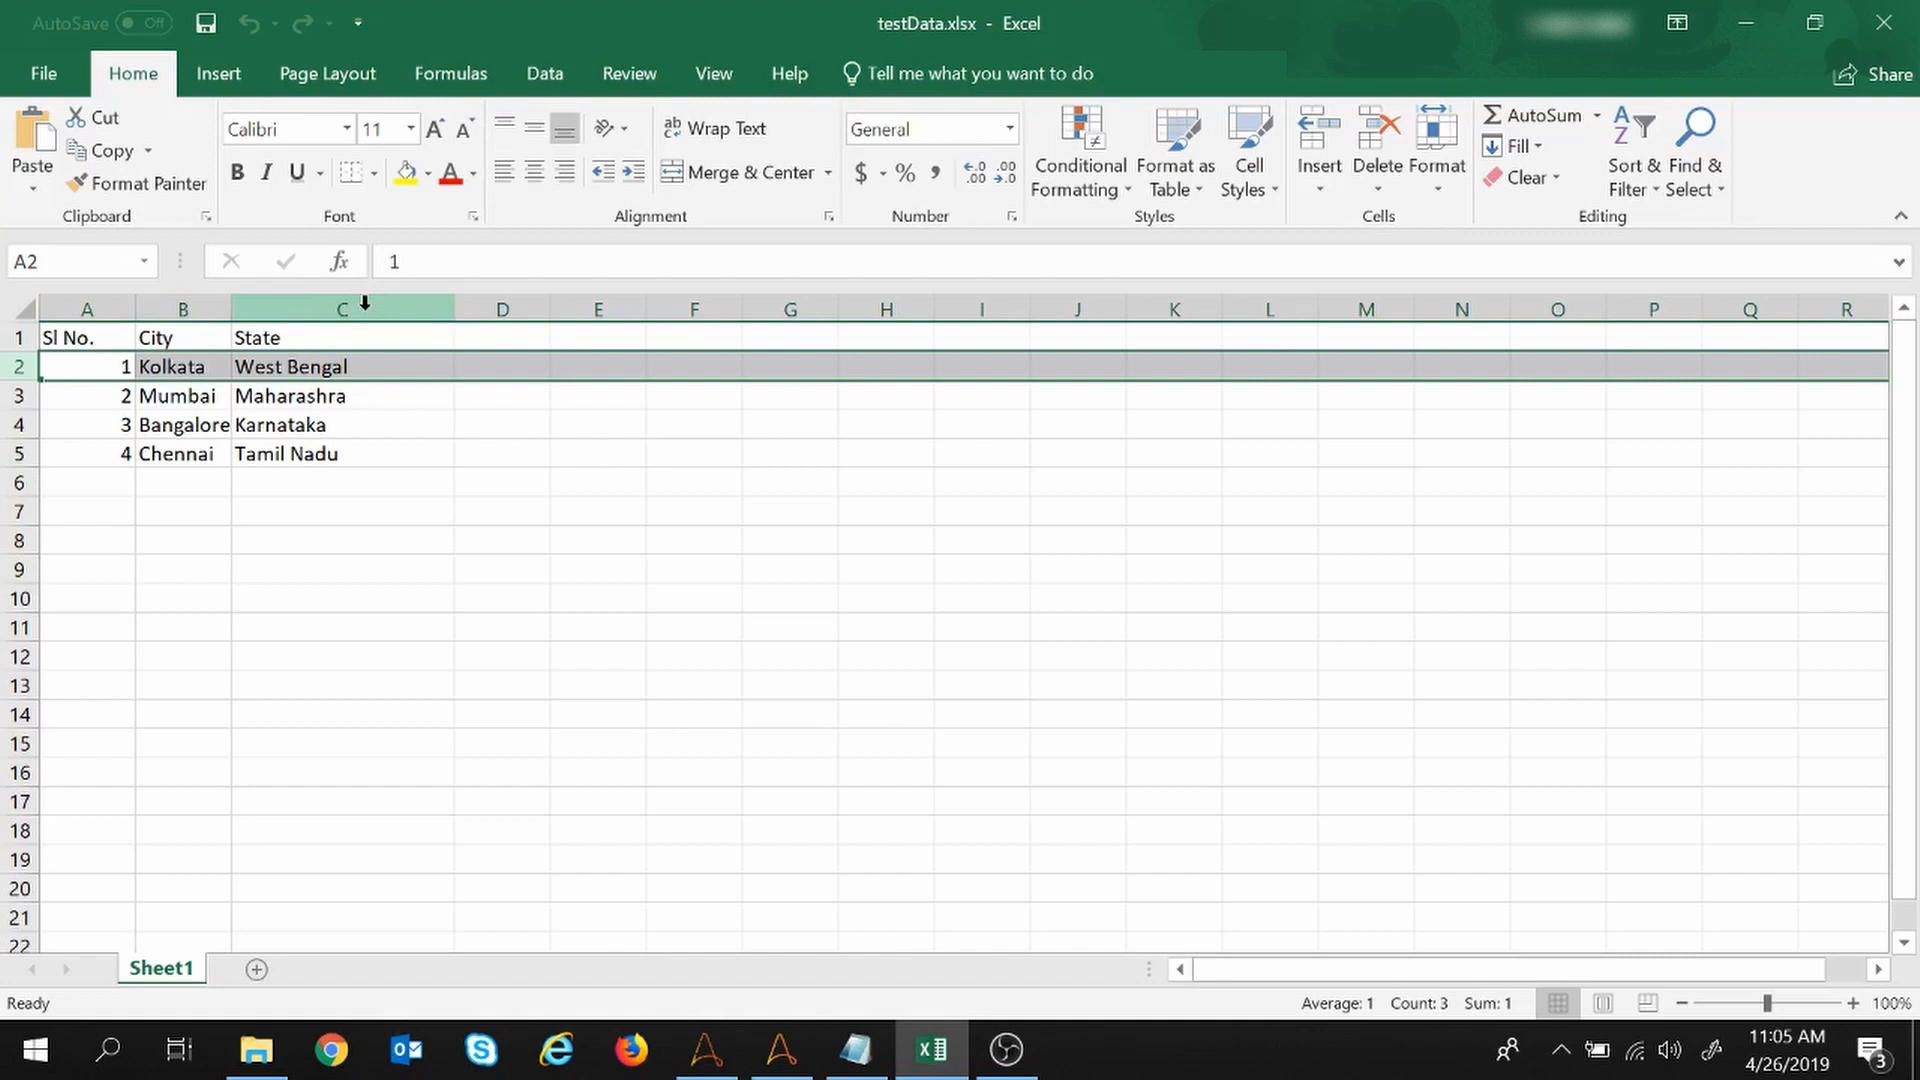 AutoSave Off testData.xlsx - Excel
File Home Insert Page Layout Formulas Data Review View Help Tell me what you want to do Share
Paste Cut Copy Format Painter Clipboard
Calibri 11 B I U A Font
Wrap Text Merge & Center Alignment
General $ % , Number
Conditional Formatting Format as Table Cell Styles Styles
Insert Delete Format Cells
AutoSum Fill Clear Sort & Filter Find & Select Editing
A2 fx 1
A B C D E F G H I J K L M N O P Q R
1 Sl No. City State
2 1 Kolkata West Bengal
3 2 Mumbai Maharashra
4 3 Bangalore Karnataka
5 4 Chennai Tamil Nadu
6
7
8
9
10
11
12
13
14
15
16
17
18
19
20
21
22
Sheet1
Ready Average: 1 Count: 3 Sum: 1 100%
11:05 AM
4/26/2019 3